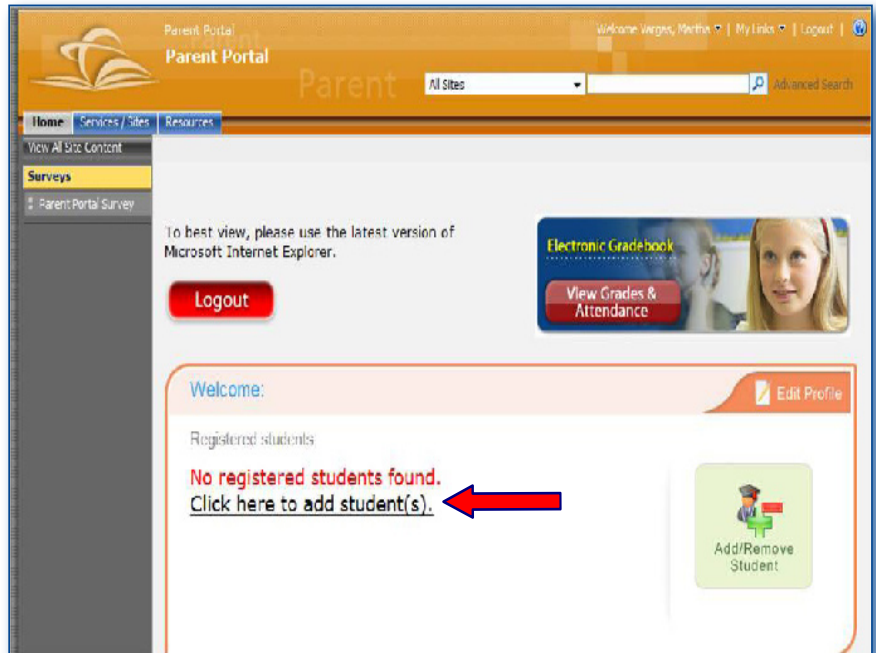 Parent Portal
Welcome Vargas, Martha | My Links | Logout |
Parent Portal
Parent
Parent
All Sites
Advanced Search
Home Services / Sites Resources
View All Site Content
Surveys
Parent Portal Survey
To best view, please use the latest version of
Microsoft Internet Explorer.
Logout
Electronic Gradebook
View Grades &
Attendance
Welcome:
Edit Profile
Registered students
No registered students found.
Click here to add student(s).
Add/Remove
Student